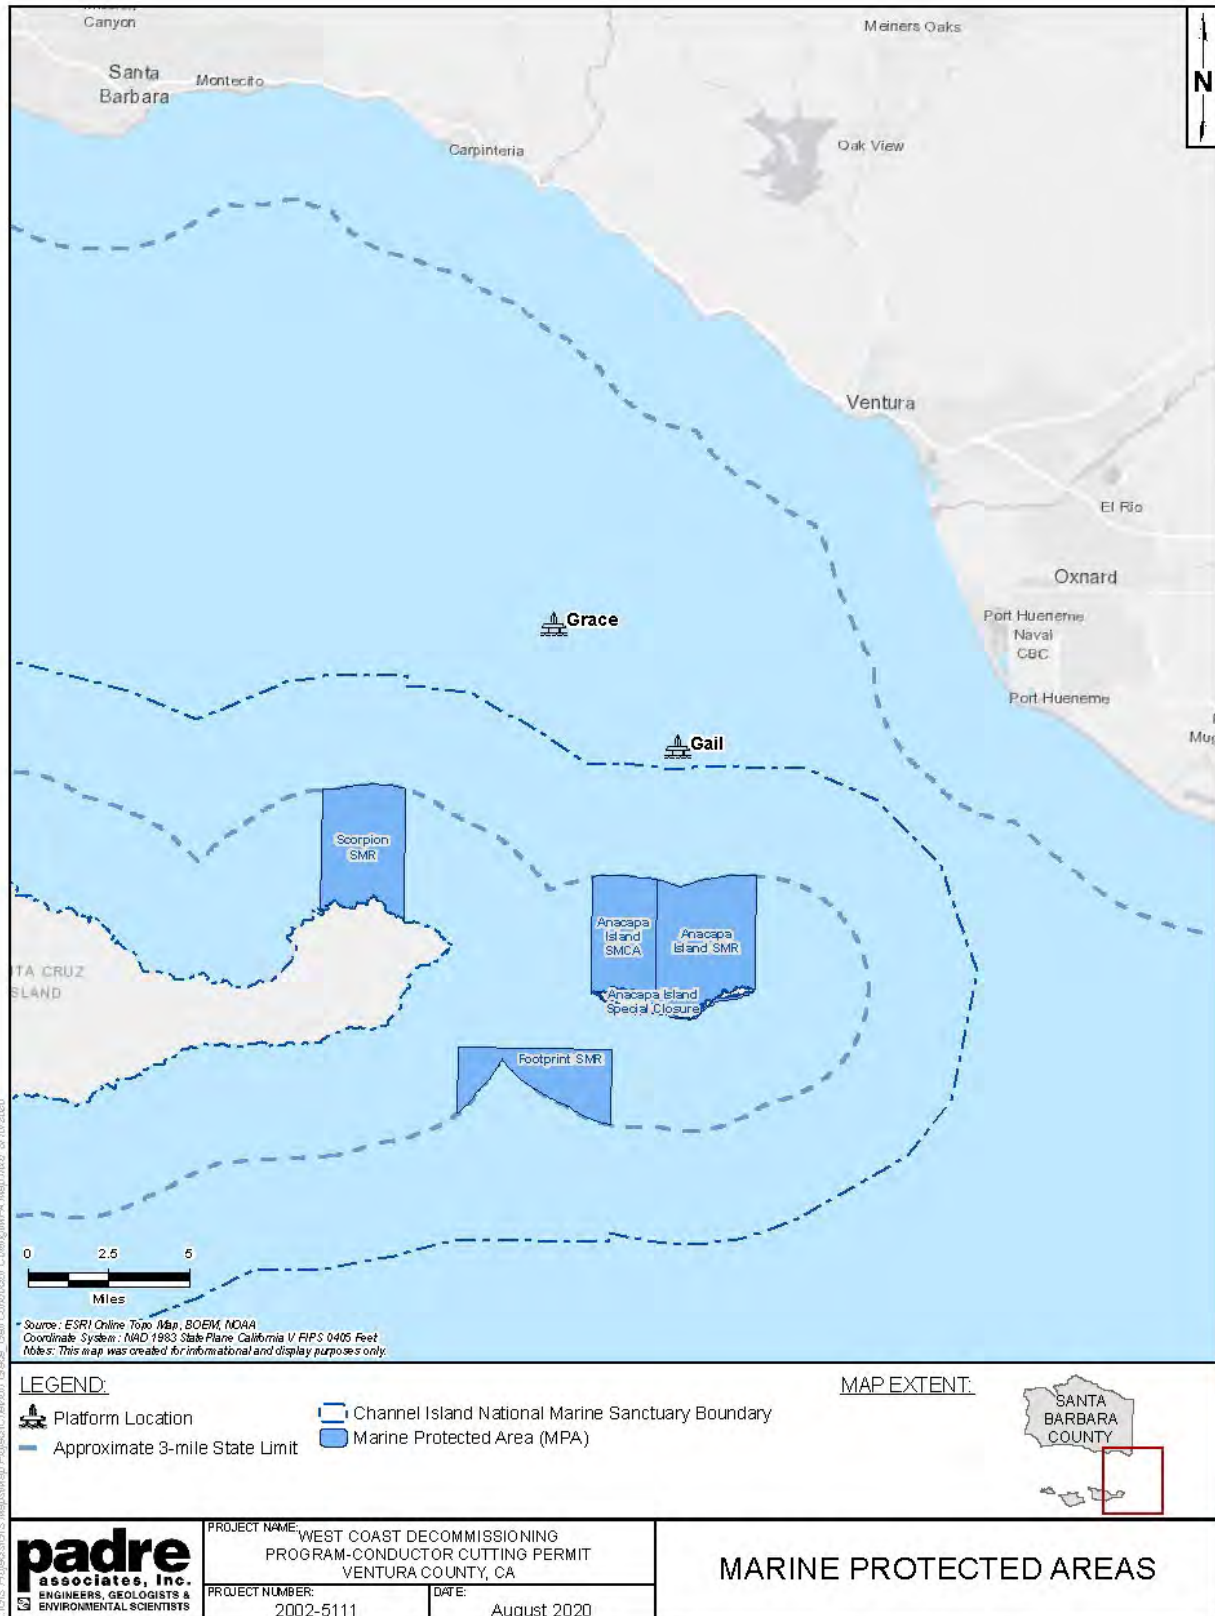 Canyon
Meiners Oaks
Santa
Barbara
Montecito
Carpinteria
Oak View
N
Ventura
El Rio
Oxnard
Grace
Port Hueneme
Naval
CBC
Port Hueneme
Gail
Mug
Scorpion
SMR
Anacapa
Island
SMCA
Anacapa
Island SMR
TA CRUZ
SLAND
Anacapa Island
Special Closure
Footprint SMR
0 2.5 5
Miles
Source: ESRI Online Topo Map, BOEM, NOAA
Coordinate System: NAD 1983 StatePlane California V FIPS 0405 Feet
Notes: This map was created for informational and display purposes only.
LEGEND:
Platform Location
Approximate 3-mile State Limit
Channel Island National Marine Sanctuary Boundary
Marine Protected Area (MPA)
MAP EXTENT:
SANTA
BARBARA
COUNTY
padre
associates, Inc.
ENGINEERS, GEOLOGISTS &
ENVIRONMENTAL SCIENTISTS
PROJECT NAME:
WEST COAST DECOMMISSIONING
PROGRAM-CONDUCTOR CUTTING PERMIT
VENTURA COUNTY, CA
PROJECT NUMBER:
2002-5111
DATE:
August 2020
MARINE PROTECTED AREAS